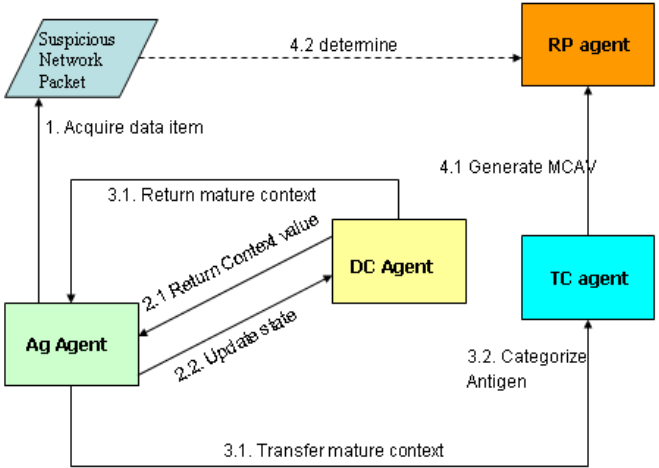 Suspicious
Network
Packet
4.2 determine
RP agent
1. Acquire data item
4.1 Generate MCAV
3.1. Return mature context
2.1 Return Context value
DC Agent
TC agent
2.2. Update state
Ag Agent
3.2. Categorize
Antigen
3.1. Transfer mature context